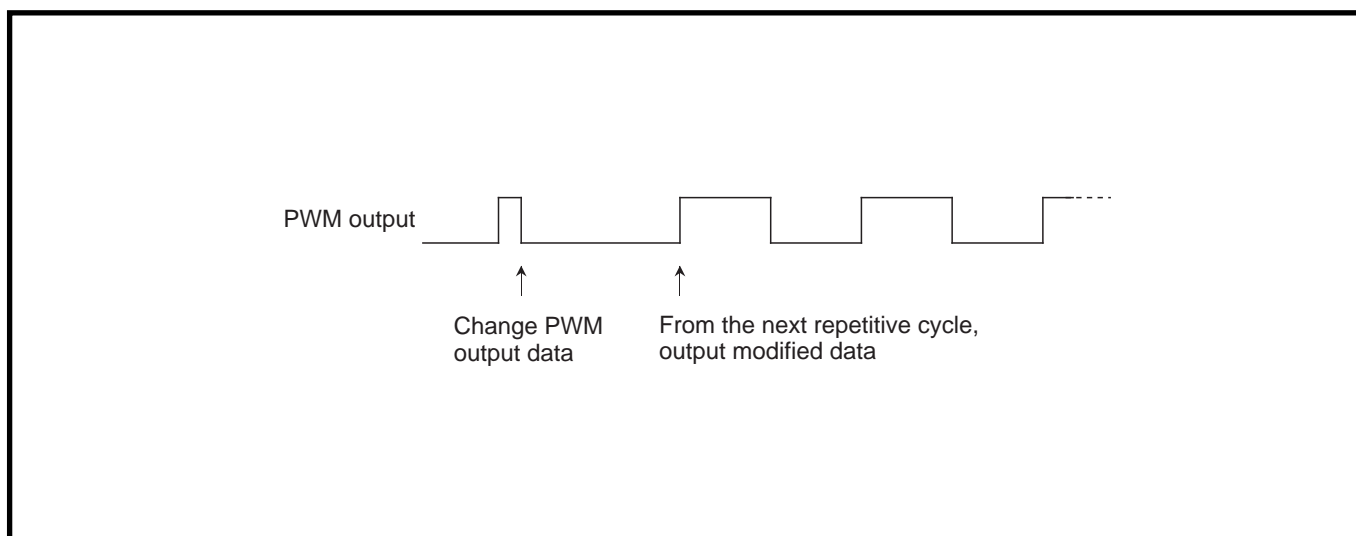 PWM output
Change PWM
output data
From the next repetitive cycle,
output modified data